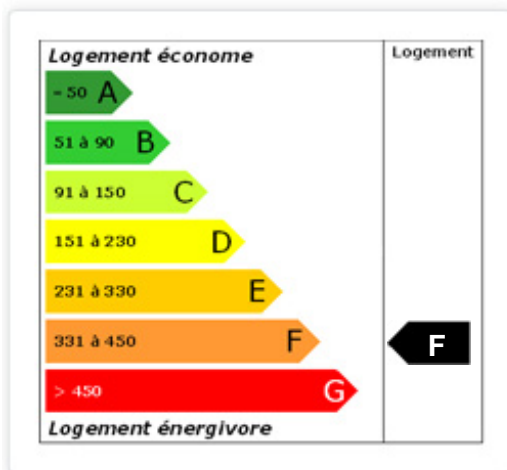 Logement économe
Logement
= 50 A
51 à 90 B
91 à 150 C
151 à 230 D
231 à 330 E
331 à 450 F
F
> 450 G
Logement énergivore